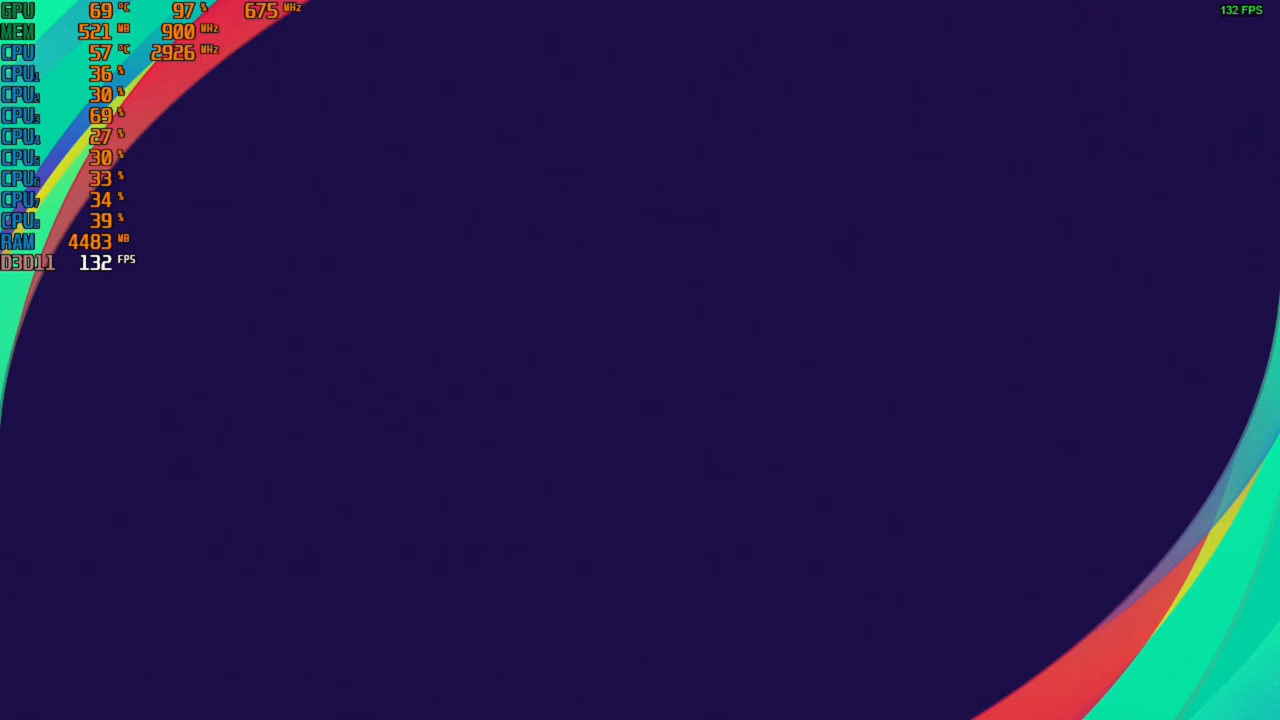 GPU 69 °C 97 % 675 MHz
132 FPS
MEM 521 MB 900 MHz
CPU 57 °C 2926 MHz
CPU1 36 %
CPU2 30 %
CPU3 69 %
CPU4 27 %
CPU5 30 %
CPU6 33 %
CPU7 34 %
CPU8 39 %
RAM 4483 MB
D3D11 132 FPS